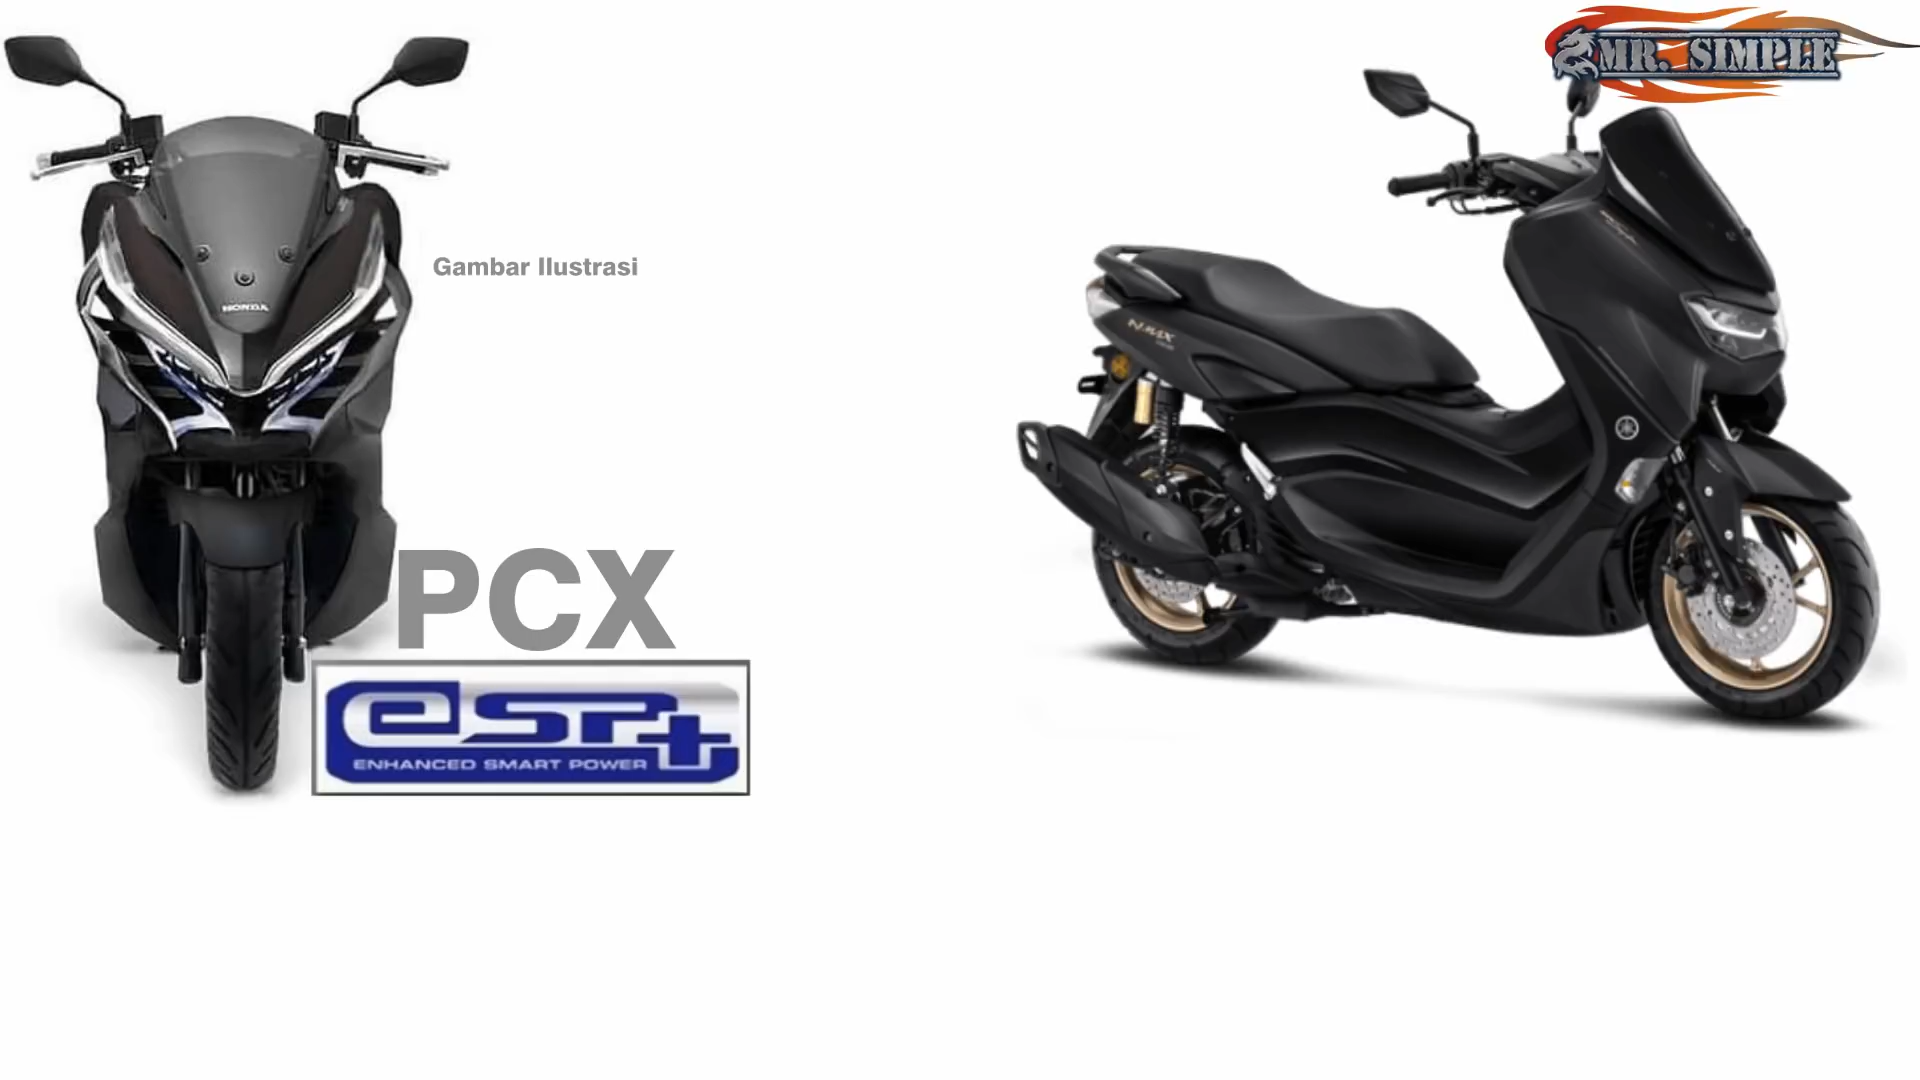 MR. SIMPLE
Gambar Ilustrasi
HONDA
NMAX
PCX
eSP+
ENHANCED SMART POWER